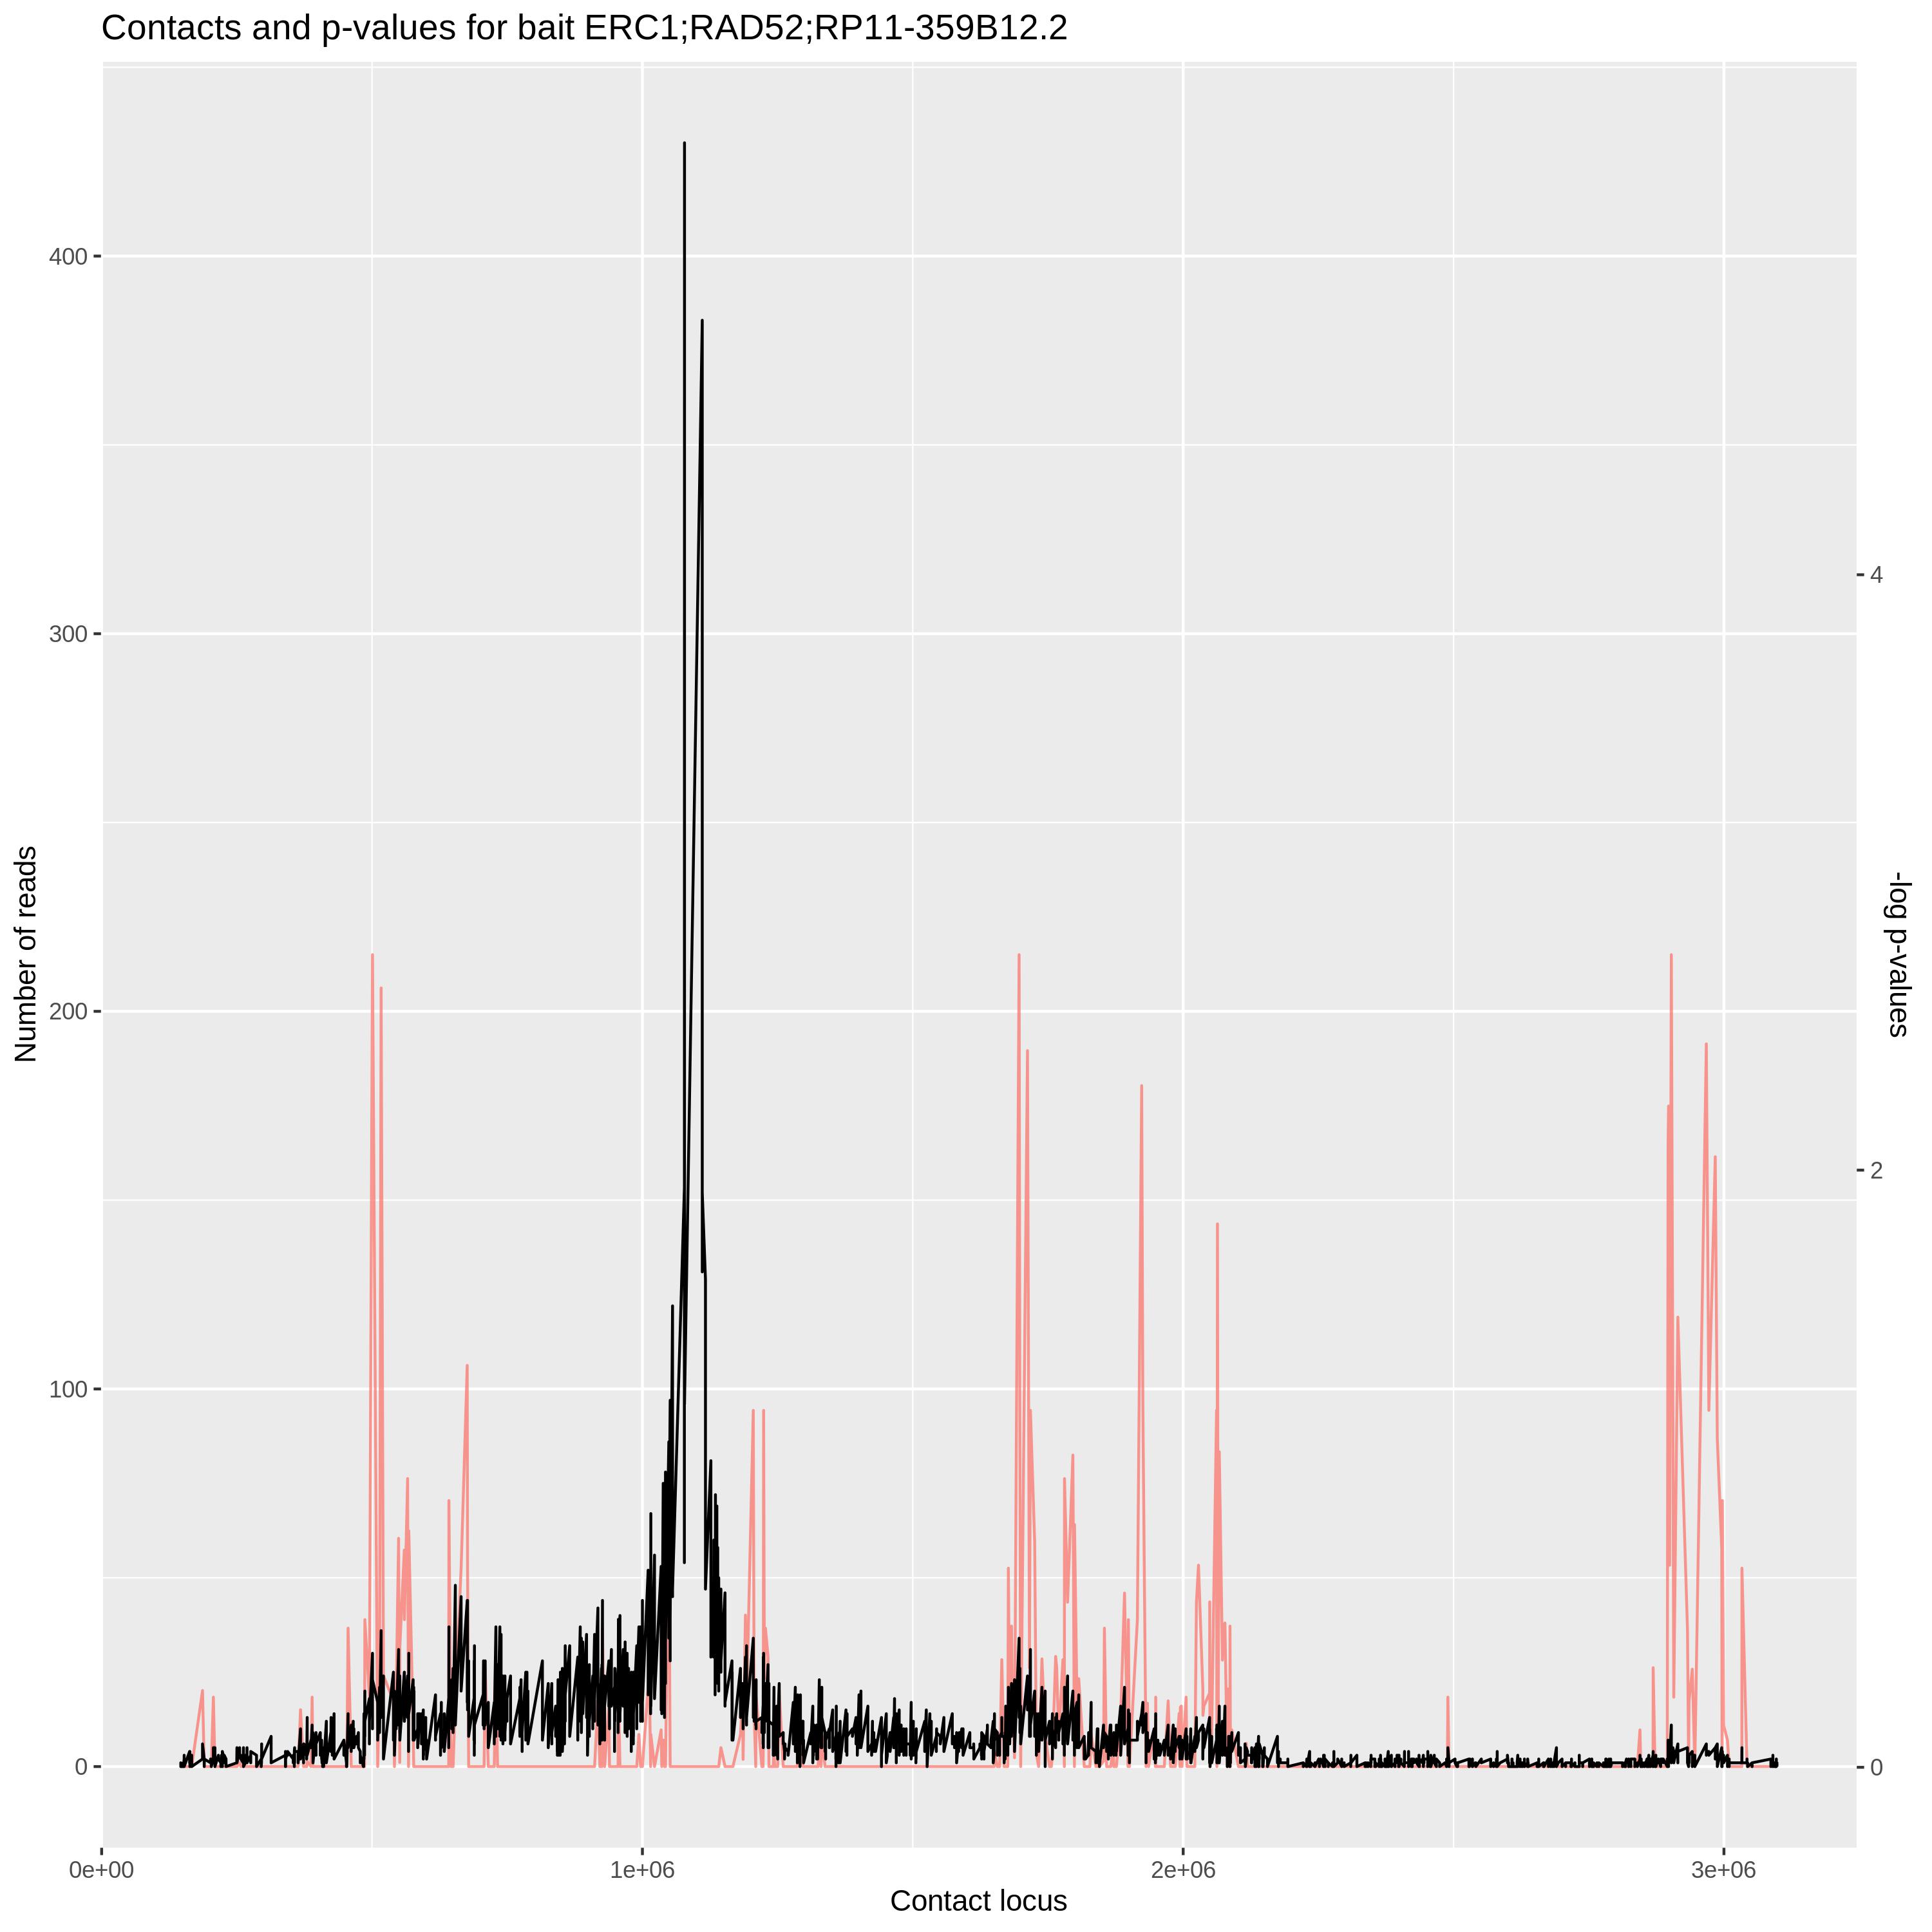 Contacts and p-values for bait ERC1;RAD52;RP11-359B12.2
Number of reads
400
300
200
100
0
-log p-values
4
2
0
0e+00 1e+06 2e+06 3e+06
Contact locus